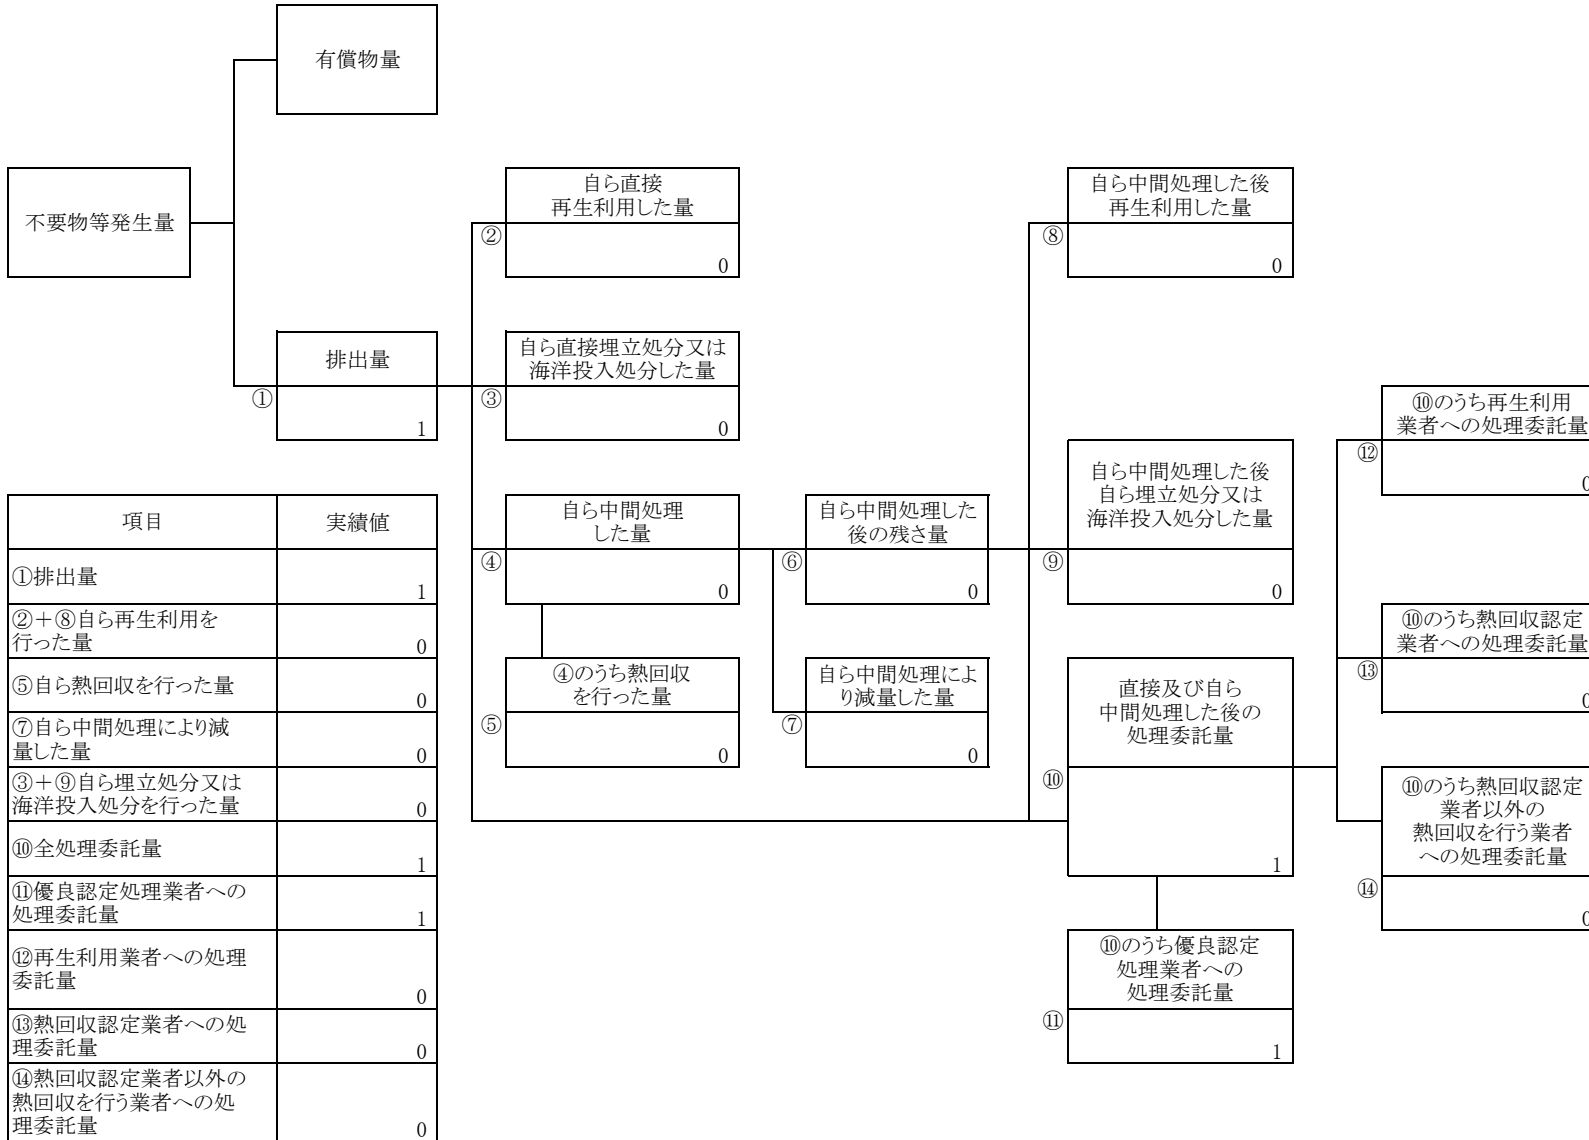 有償物量
不要物等発生量
自ら直接
再生利用した量
②
0
自ら中間処理した後
再生利用した量
⑧
0
排出量
①
1
自ら直接埋立処分又は
海洋投入処分した量
③
0
⑩のうち再生利用
業者への処理委託量
⑫
0
自ら中間処理
した量
④
0
自ら中間処理した
後の残さ量
⑥
0
自ら中間処理した後
自ら埋立処分又は
海洋投入処分した量
⑨
0
⑩のうち熱回収認定
業者への処理委託量
⑬
0
④のうち熱回収
を行った量
⑤
0
自ら中間処理によ
り減量した量
⑦
0
直接及び自ら
中間処理した後の
処理委託量
⑩
1
⑩のうち熱回収認定
業者以外の
熱回収を行う業者
への処理委託量
⑭
0
⑩のうち優良認定
処理業者への
処理委託量
⑪
1
項目 実績値
①排出量 1
②+⑧自ら再生利用を
行った量 0
⑤自ら熱回収を行った量 0
⑦自ら中間処理により減
量した量 0
③+⑨自ら埋立処分又は
海洋投入処分を行った量 0
⑩全処理委託量 1
⑪優良認定処理業者への
処理委託量 1
⑫再生利用業者への処理
委託量 0
⑬熱回収認定業者への処
理委託量 0
⑭熱回収認定業者以外の
熱回収を行う業者への処
理委託量 0